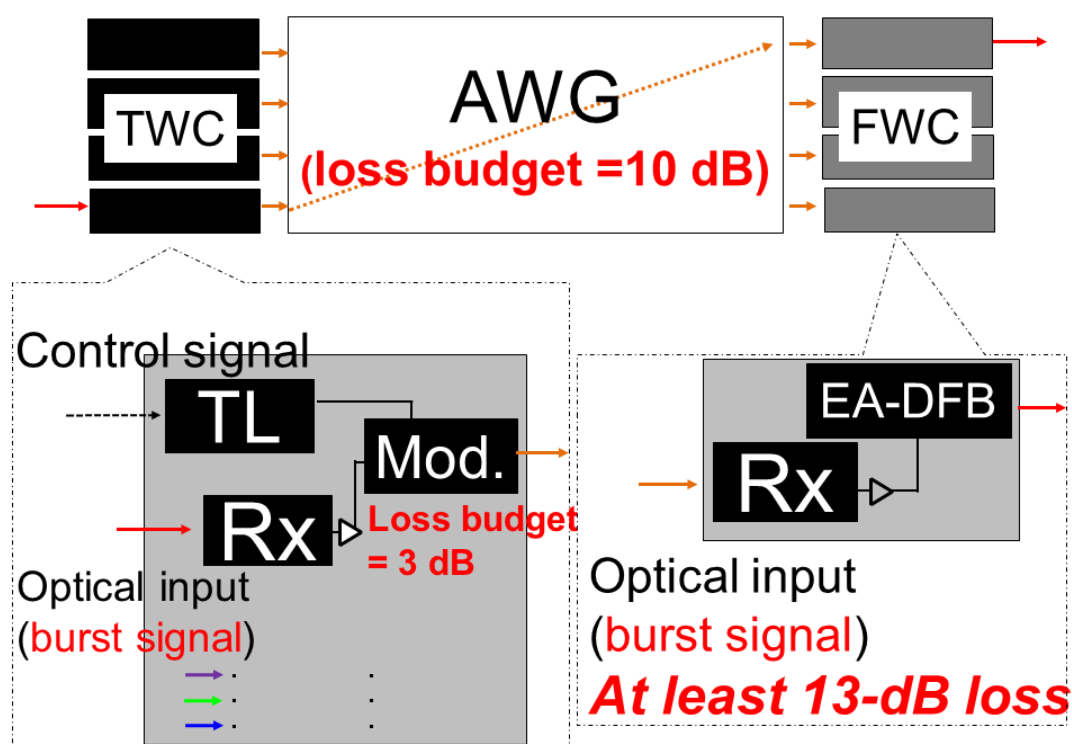 TWC
AWG
(loss budget =10 dB)
FWC
Control signal
TL
Mod.
Rx
Loss budget
= 3 dB
Optical input
(burst signal)
EA-DFB
Rx
Optical input
(burst signal)
At least 13-dB loss